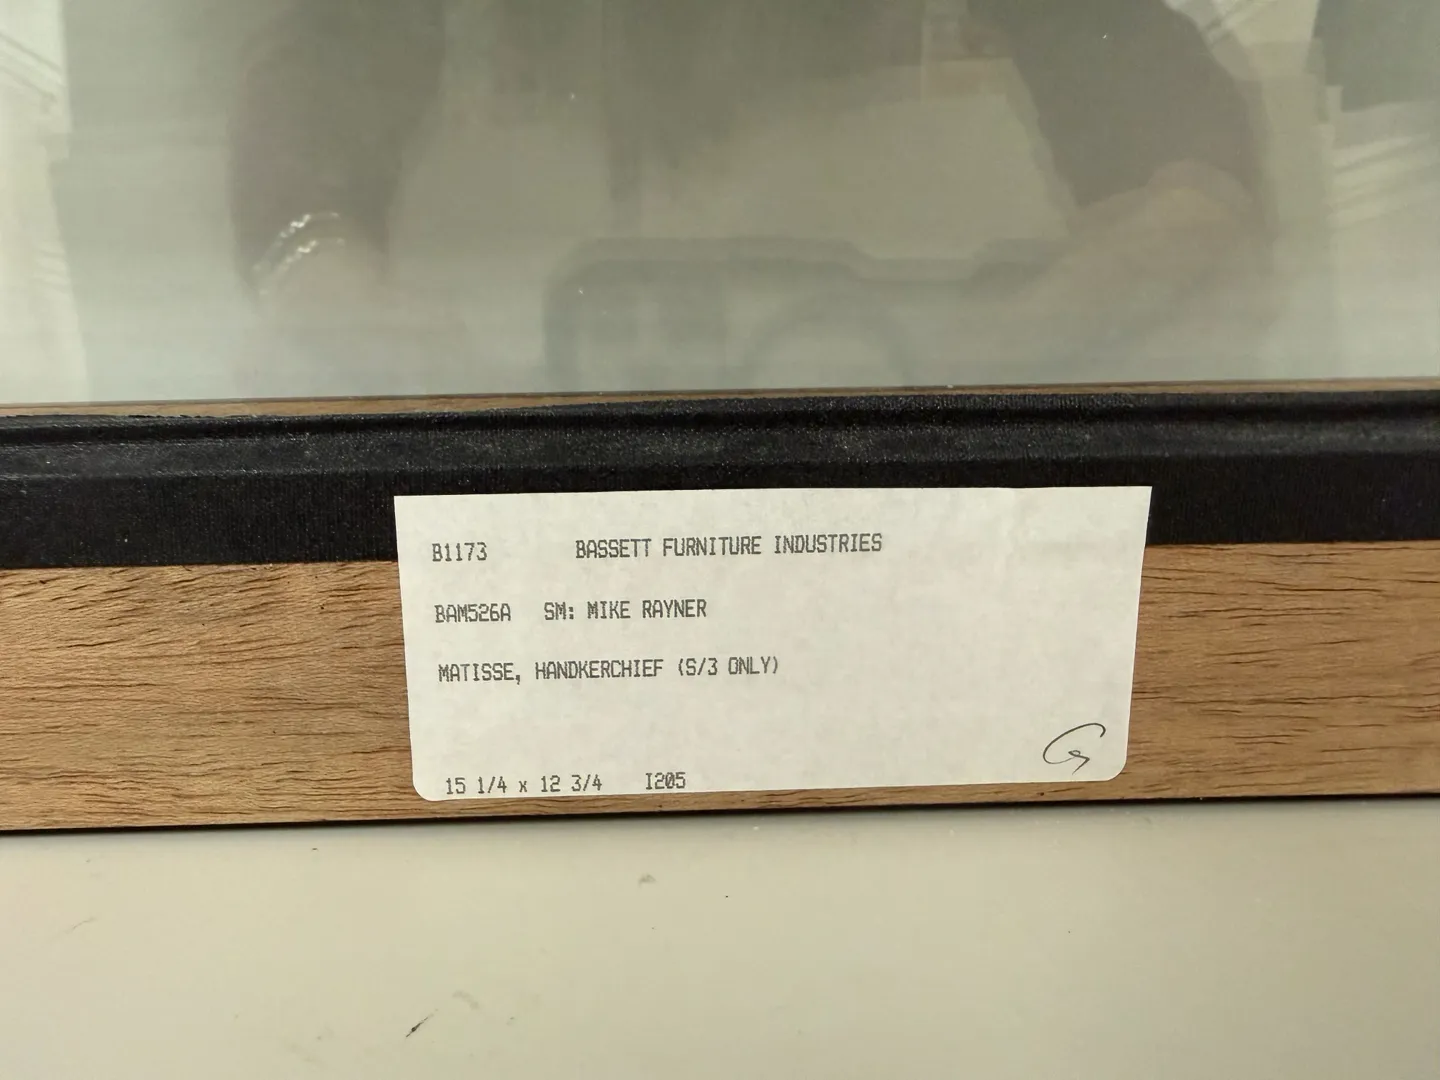 B1173 BASSETT FURNITURE INDUSTRIES
BAM526A SM: MIKE RAYNER
MATISSE, HANDKERCHIEF (S/3 ONLY)
15 1/4 x 12 3/4 I205